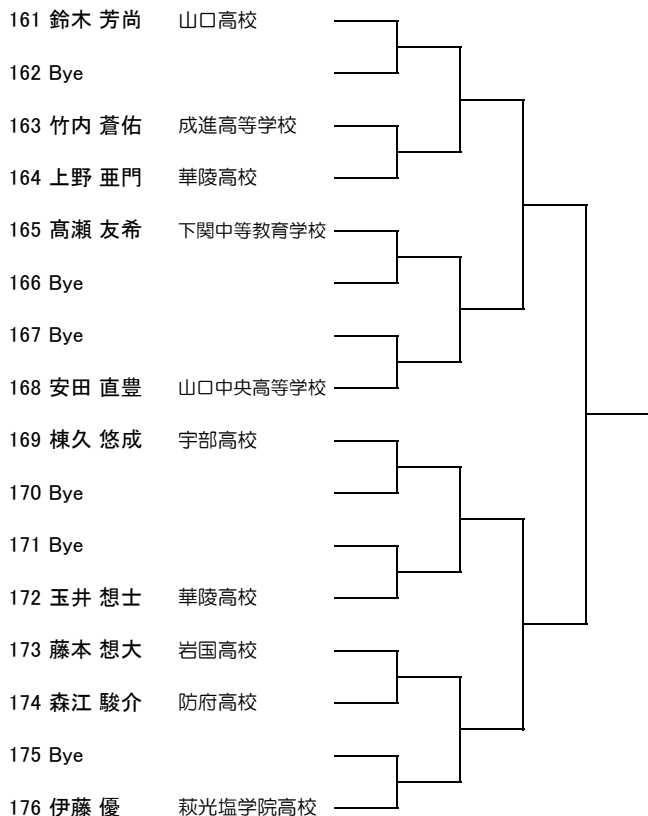 161 鈴木 芳尚 山口高校
162 Bye
163 竹内 蒼佑 成進高等学校
164 上野 亜門 華陵高校
165 髙瀬 友希 下関中等教育学校
166 Bye
167 Bye
168 安田 直豊 山口中央高等学校
169 棟久 悠成 宇部高校
170 Bye
171 Bye
172 玉井 想士 華陵高校
173 藤本 想大 岩国高校
174 森江 駿介 防府高校
175 Bye
176 伊藤 優 萩光塩学院高校